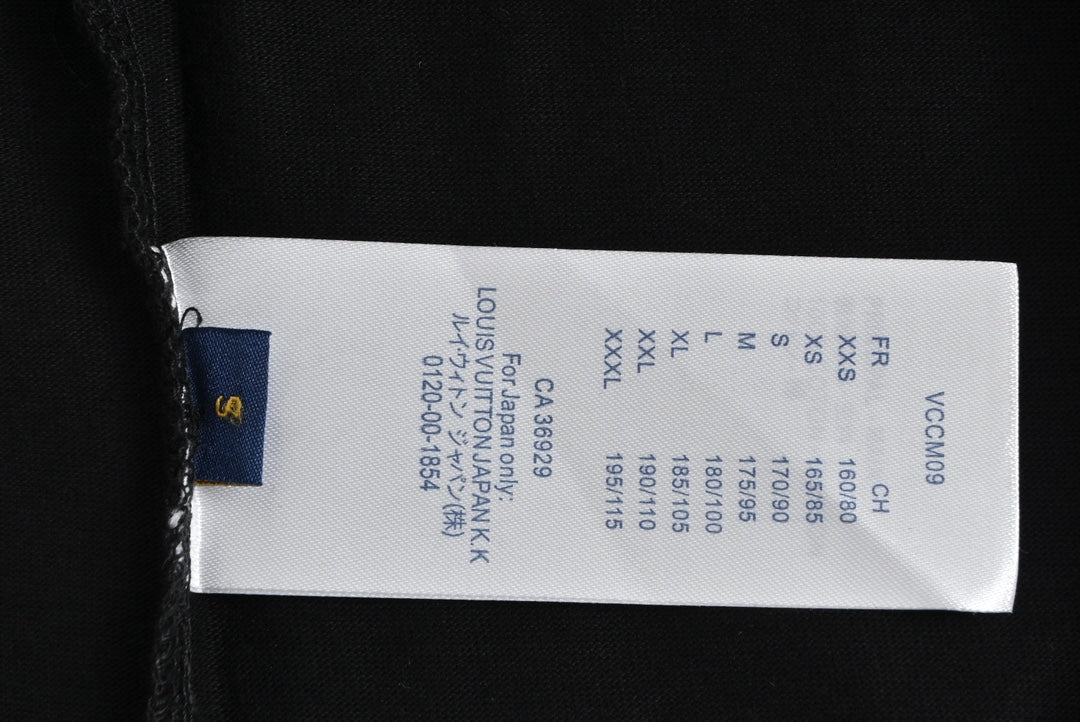 VCCM09
FR CH
XXS 160/80
XS 165/85
S 170/90
M 175/95
L 180/100
XL 185/105
XXL 190/110
XXXL 195/115
CA 36929
For Japan only:
LOUIS VUITTON JAPAN K.K
ルイ･ヴィトン ジャパン(株)
0120-00-1854
S